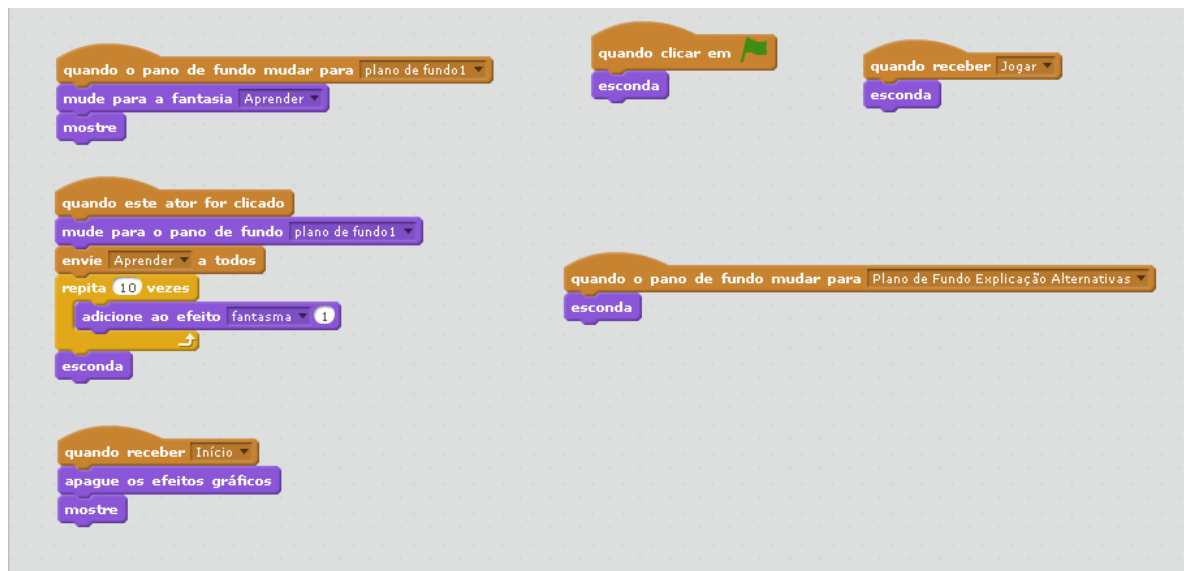 quando o pano de fundo mudar para plano de fundo1
mude para a fantasia Aprender
mostre
quando clicar em
esconda
quando receber Jogar
esconda
quando este ator for clicado
mude para o pano de fundo plano de fundo1
envie Aprender a todos
repita 10 vezes
adicione ao efeito fantasma 1
esconda
quando o pano de fundo mudar para Plano de Fundo Explicação Alternativas
esconda
quando receber Início
apague os efeitos gráficos
mostre